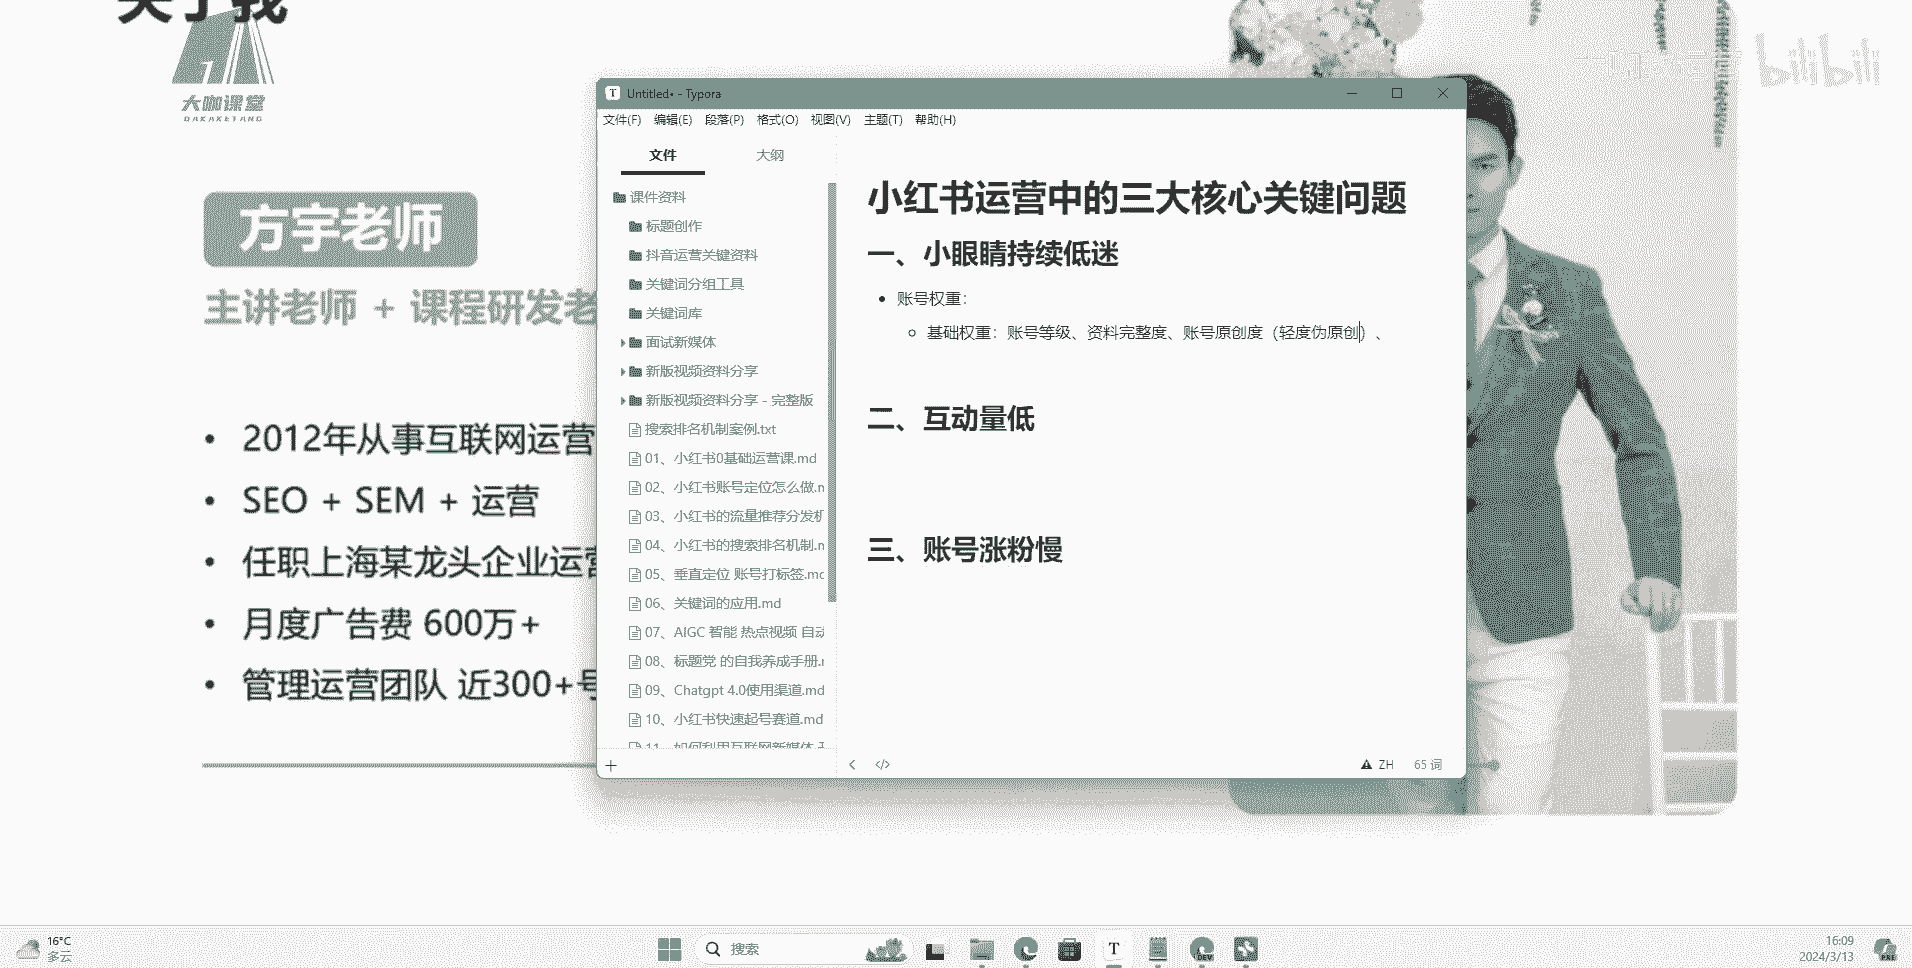 关于我
大咖课堂
DAKAKETANG
方宇老师
主讲老师 + 课程研发老
2012年从事互联网运营
SEO + SEM + 运营
任职上海某龙头企业运营
月度广告费 600万+
管理运营团队 近300+号
bilibili
Untitled• - Typora
文件(F) 编辑(E) 段落(P) 格式(O) 视图(V) 主题(T) 帮助(H)
文件 大纲
课件资料
标题创作
抖音运营关键资料
关键词分组工具
关键词库
面试新媒体
新版视频资料分享
新版视频资料分享 - 完整版
搜索排名机制案例.txt
01、小红书0基础运营课.md
02、小红书账号定位怎么做.m
03、小红书的流量推荐分发机
04、小红书的搜索排名机制.m
05、垂直定位 账号打标签.mc
06、关键词的应用.md
07、AIGC 智能 热点视频 自动
08、标题党 的自我养成手册.r
09、Chatgpt 4.0使用渠道.md
10、小红书快速起号赛道.md
11、如何利用互联网新媒体
小红书运营中的三大核心关键问题
一、小眼睛持续低迷
账号权重：
基础权重：账号等级、资料完整度、账号原创度（轻度伪原创）、
二、互动量低
三、账号涨粉慢
ZH 65 词
16°C
多云
搜索
T
DEV
16:09
2024/3/13
PRE